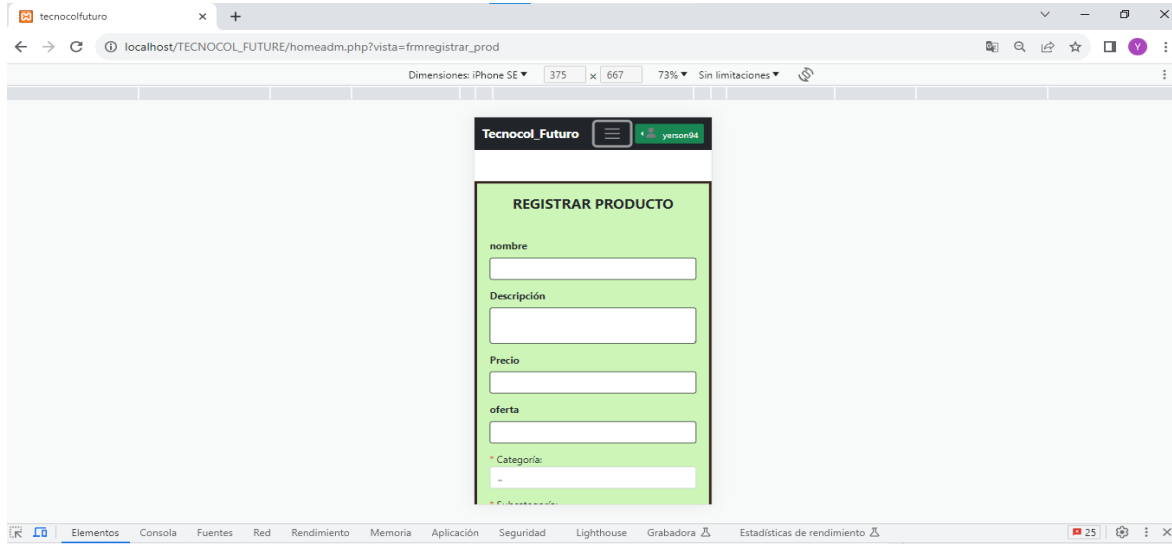 tecnocolfuturo
localhost/TECNOCOL_FUTURE/homeadm.php?vista=frmregistrar_prod
Y
Dimensiones: iPhone SE ▼ 375 x 667 73% ▼ Sin limitaciones ▼
Tecnocol_Futuro yerson94
REGISTRAR PRODUCTO
nombre
Descripción
Precio
oferta
* Categoría:
-
* Subcategoría:
Elementos Consola Fuentes Red Rendimiento Memoria Aplicación Seguridad Lighthouse Grabadora Estadísticas de rendimiento 25